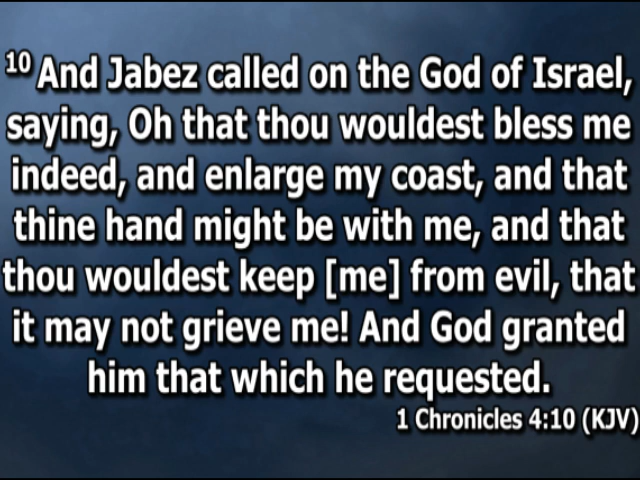 10 And Jabez called on the God of Israel,
saying, Oh that thou wouldest bless me
indeed, and enlarge my coast, and that
thine hand might be with me, and that
thou wouldest keep [me] from evil, that
it may not grieve me! And God granted
him that which he requested.
1 Chronicles 4:10 (KJV)